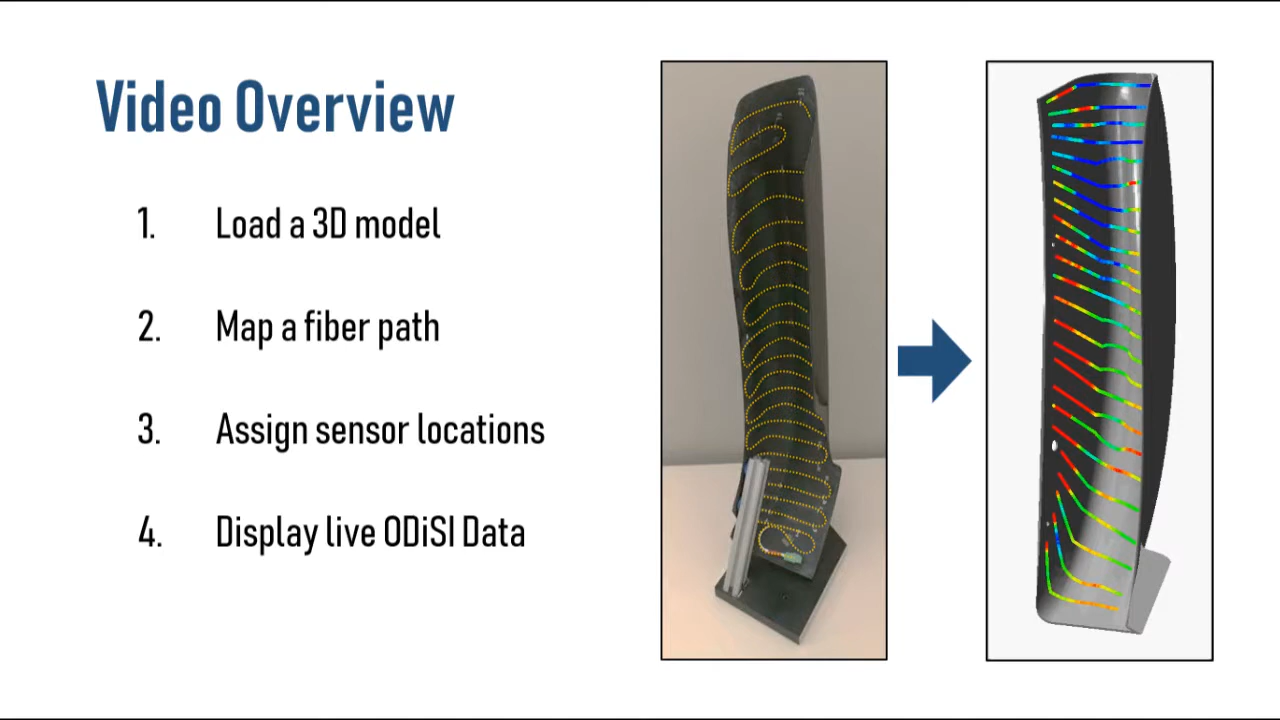 Video Overview
1. Load a 3D model
2. Map a fiber path
3. Assign sensor locations
4. Display live ODiSI Data